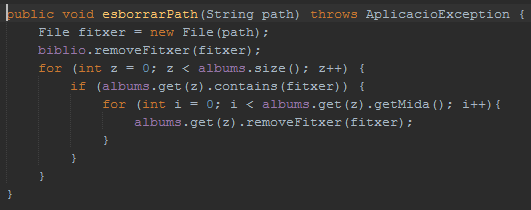 public void esborrarPath(String path) throws AplicacioException {
File fitxer = new File(path);
biblio.removeFitxer(fitxer);
for (int z = 0; z < albums.size(); z++) {
if (albums.get(z).contains(fitxer)) {
for (int i = 0; i < albums.get(z).getMida(); i++){
albums.get(z).removeFitxer(fitxer);
}
}
}
}